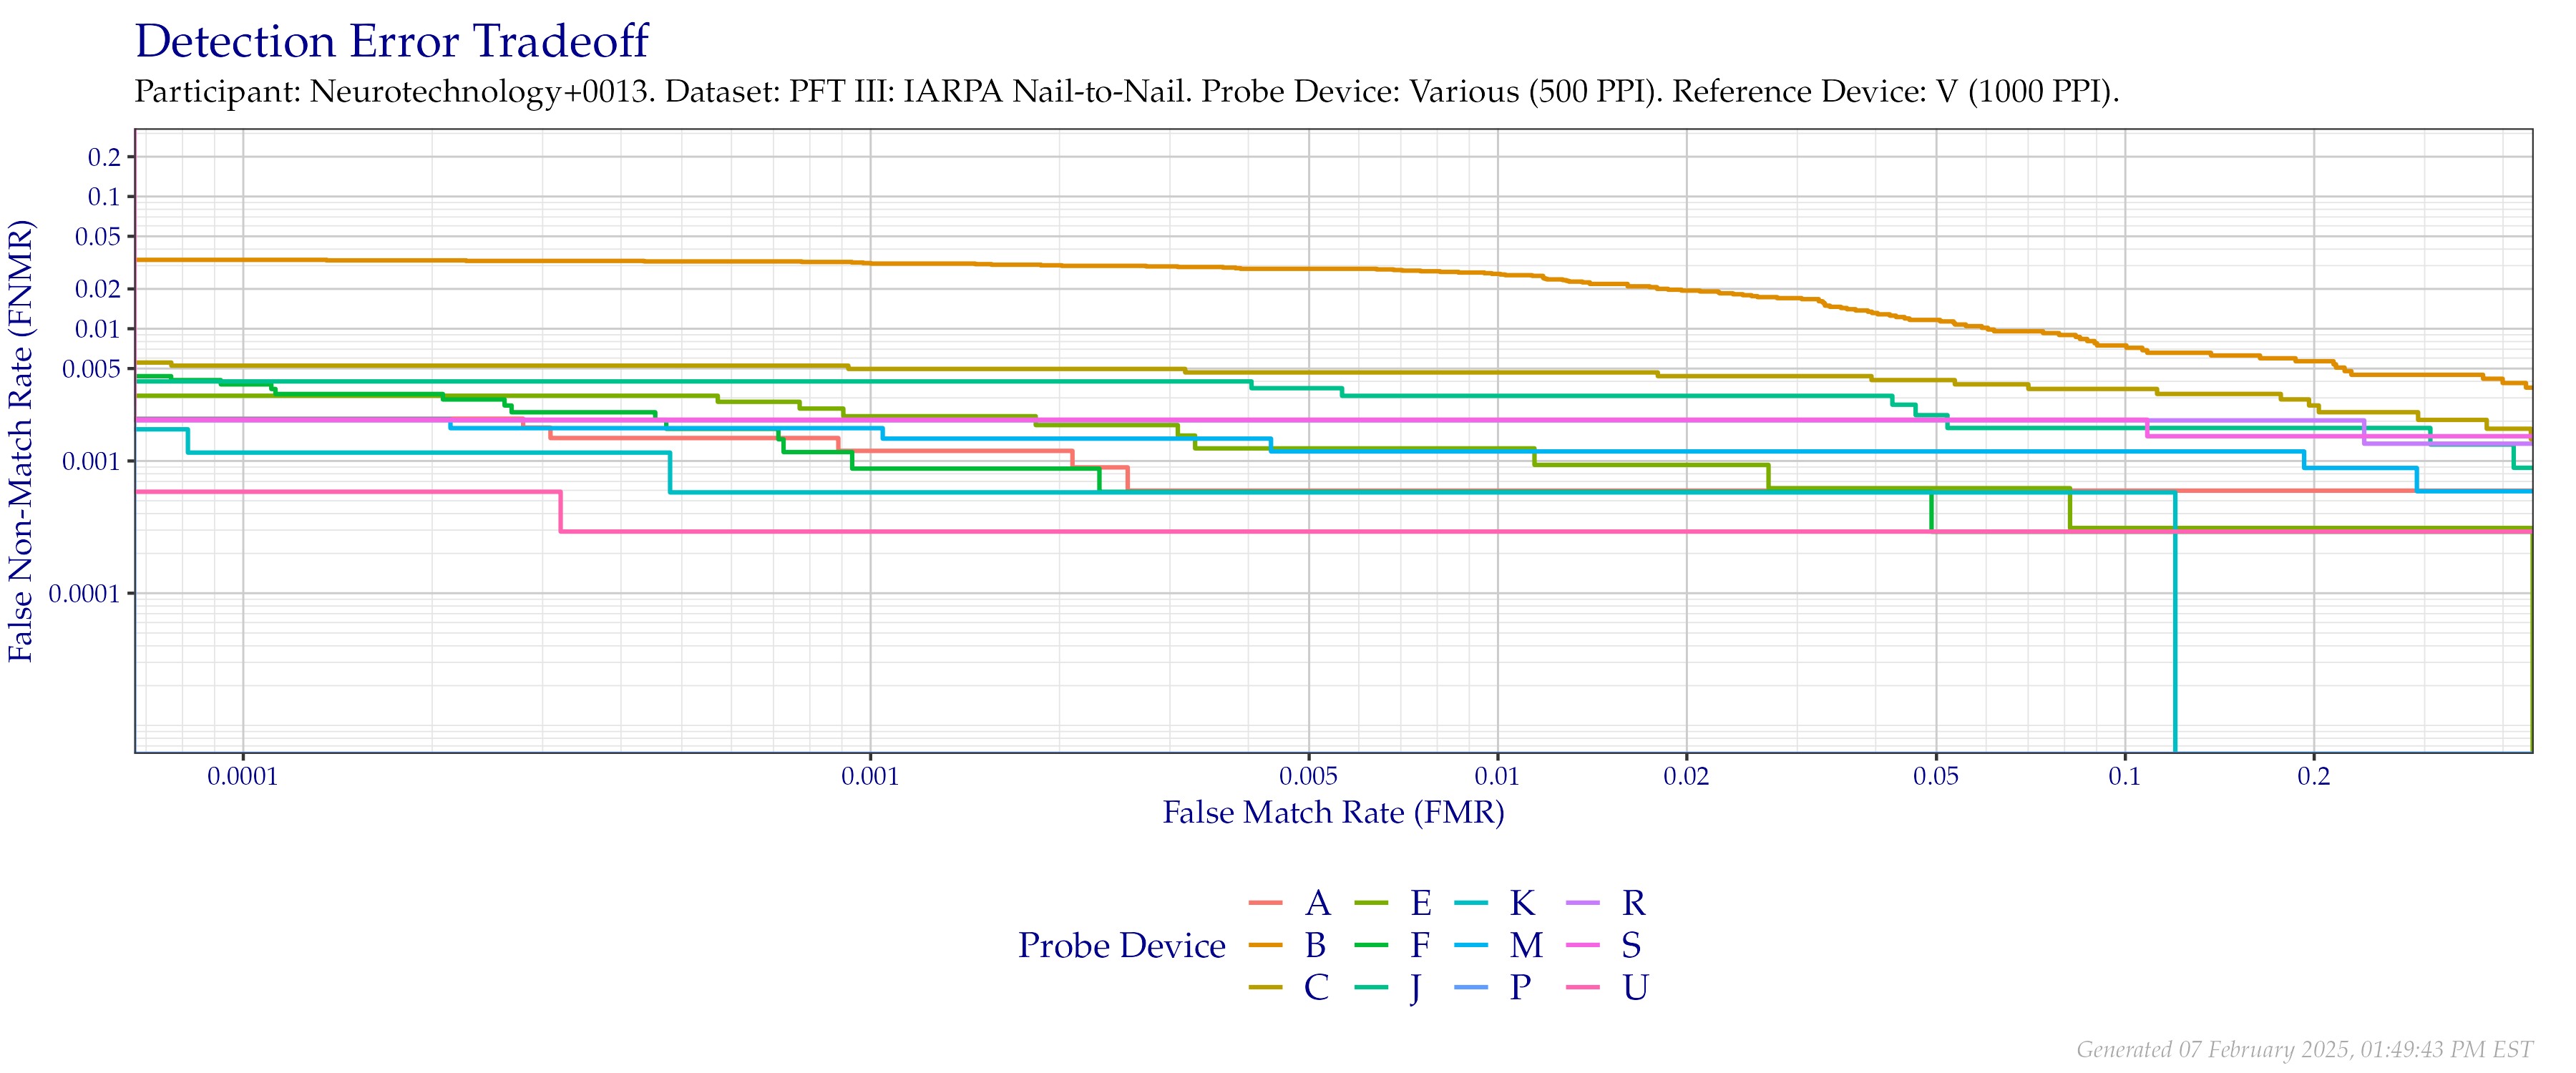 Detection Error Tradeoff
Participant: Neurotechnology+0013. Dataset: PFT III: IARPA Nail-to-Nail. Probe Device: Various (500 PPI). Reference Device: V (1000 PPI).
False Non-Match Rate (FNMR)
0.2
0.1
0.05
0.02
0.01
0.005
0.001
0.0001
0.0001 0.001 0.005 0.01 0.02 0.05 0.1 0.2
False Match Rate (FMR)
Probe Device
A E K R
B F M S
C J P U
Generated 07 February 2025, 01:49:43 PM EST